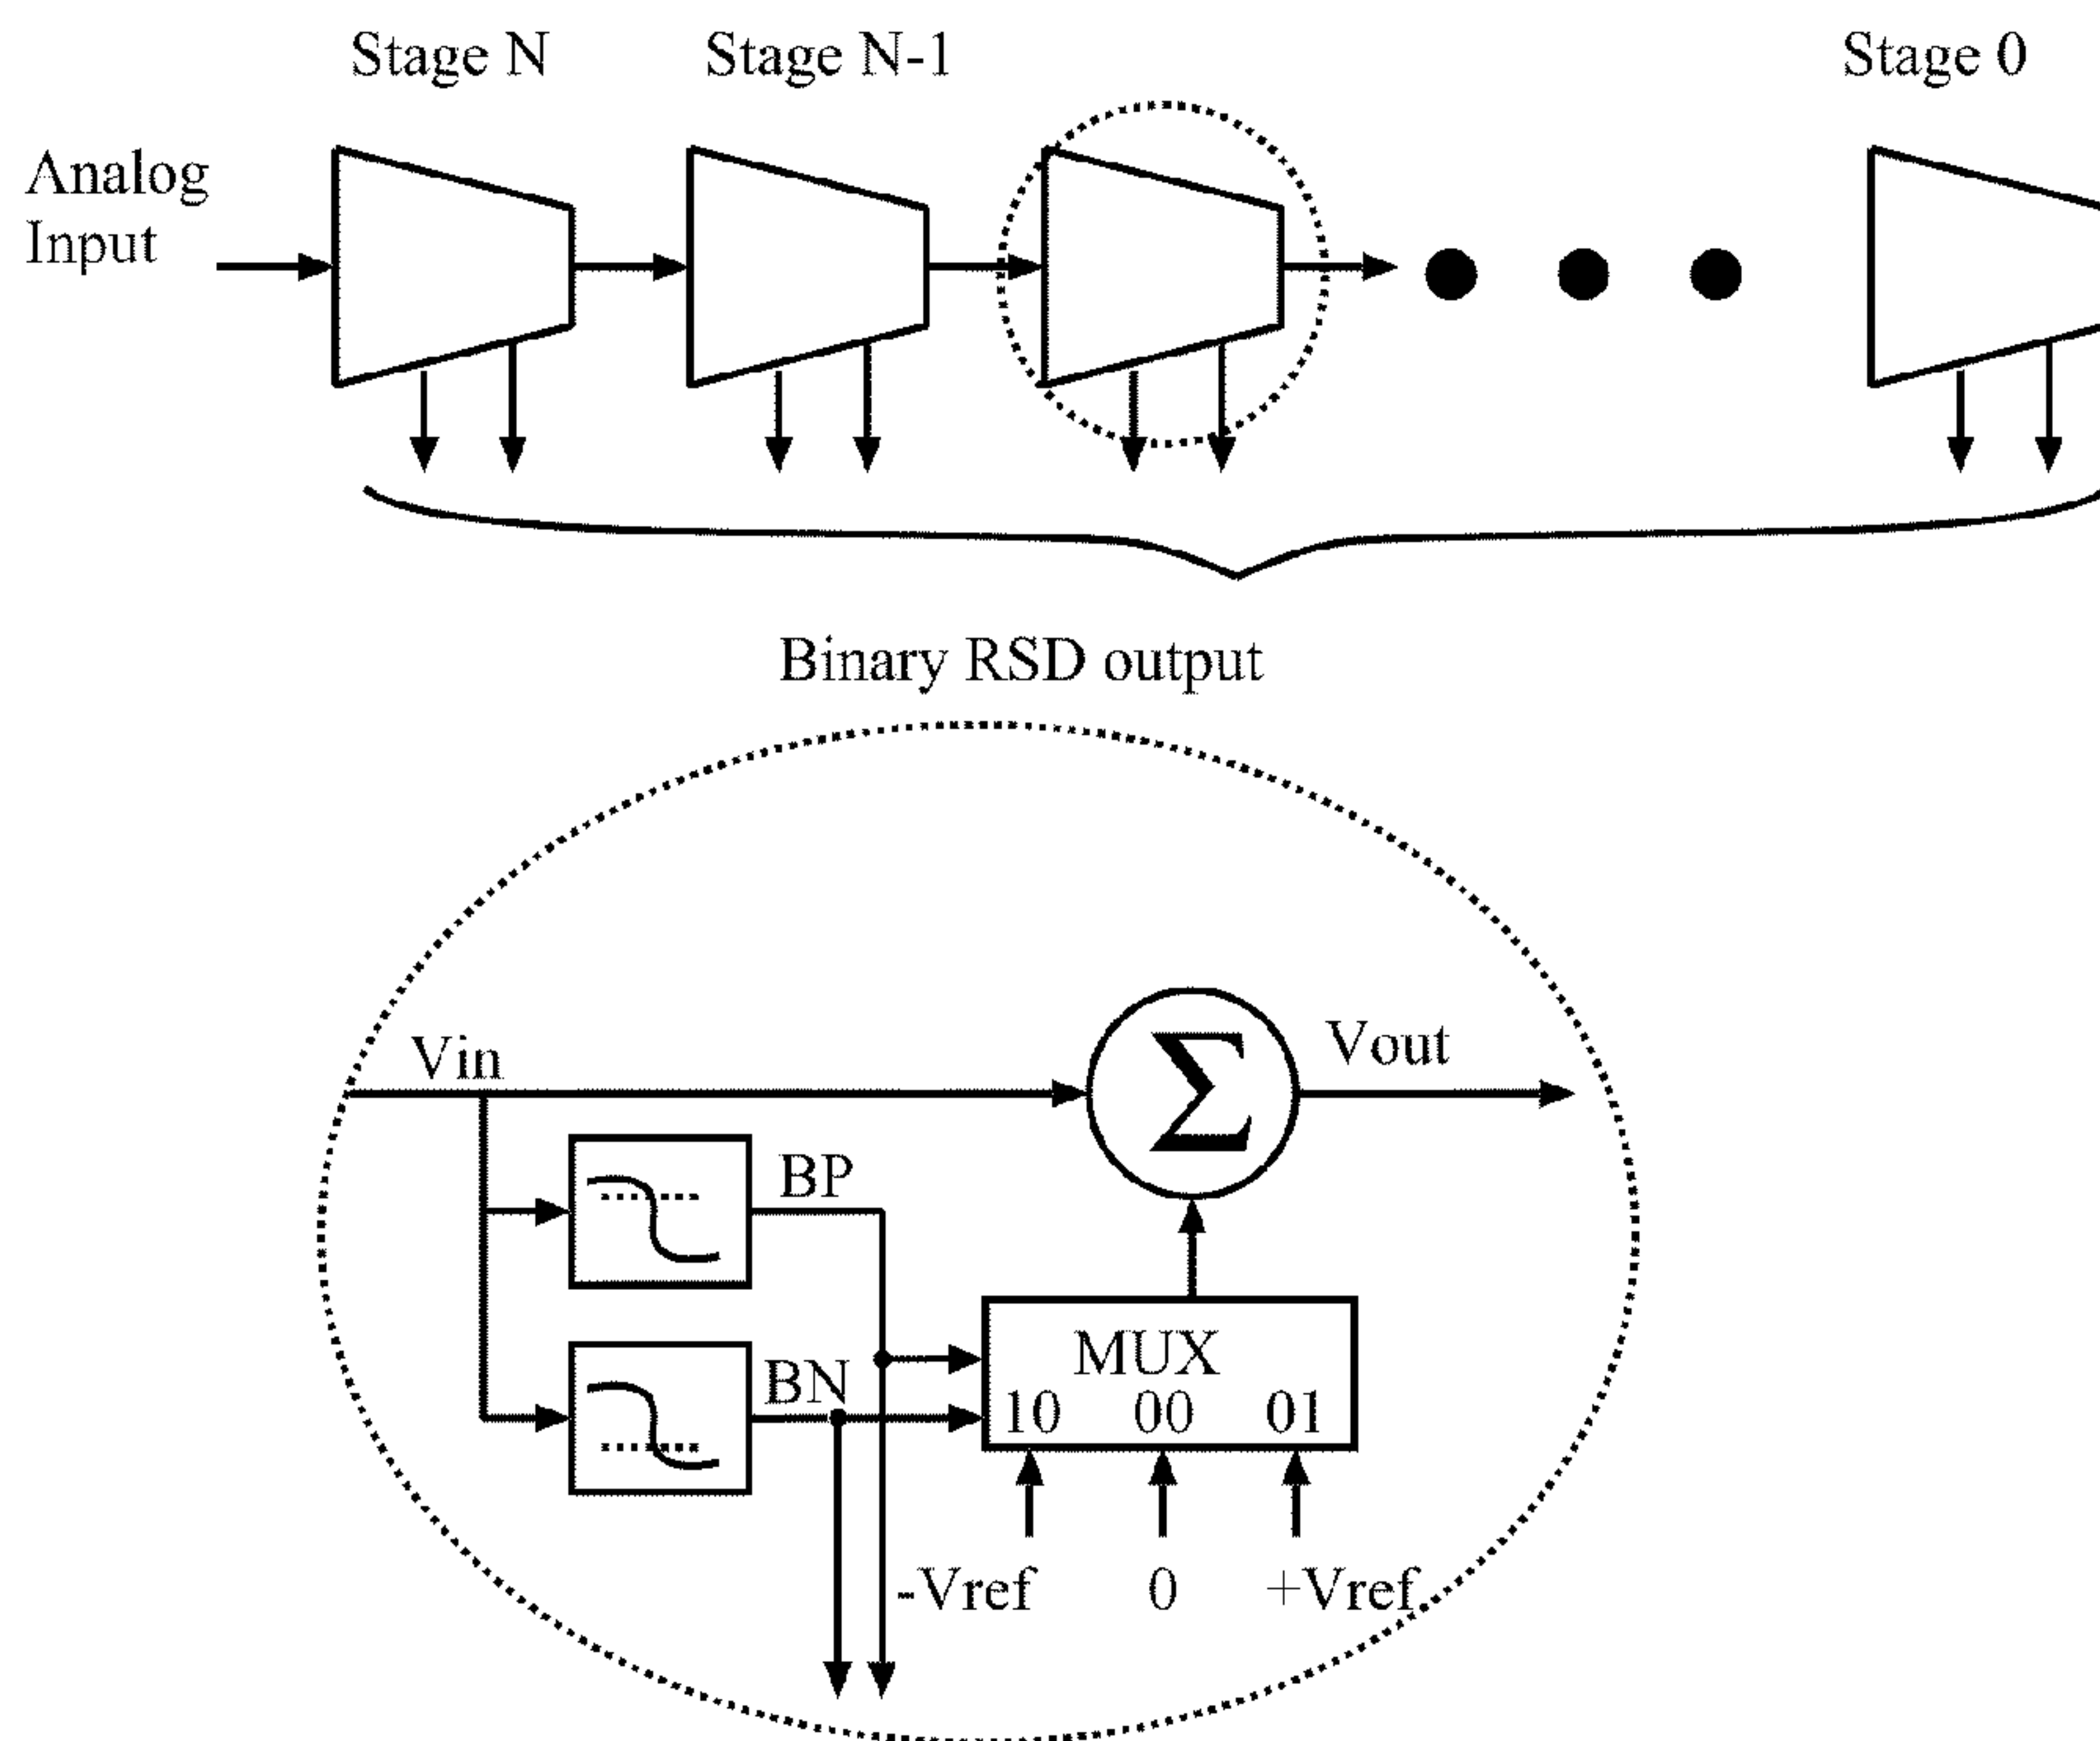 Stage N
Stage N-1
Stage 0
Analog
Input
Binary RSD output
Vin
Σ
Vout
BP
BN
MUX
10 00 01
-Vref 0 +Vref